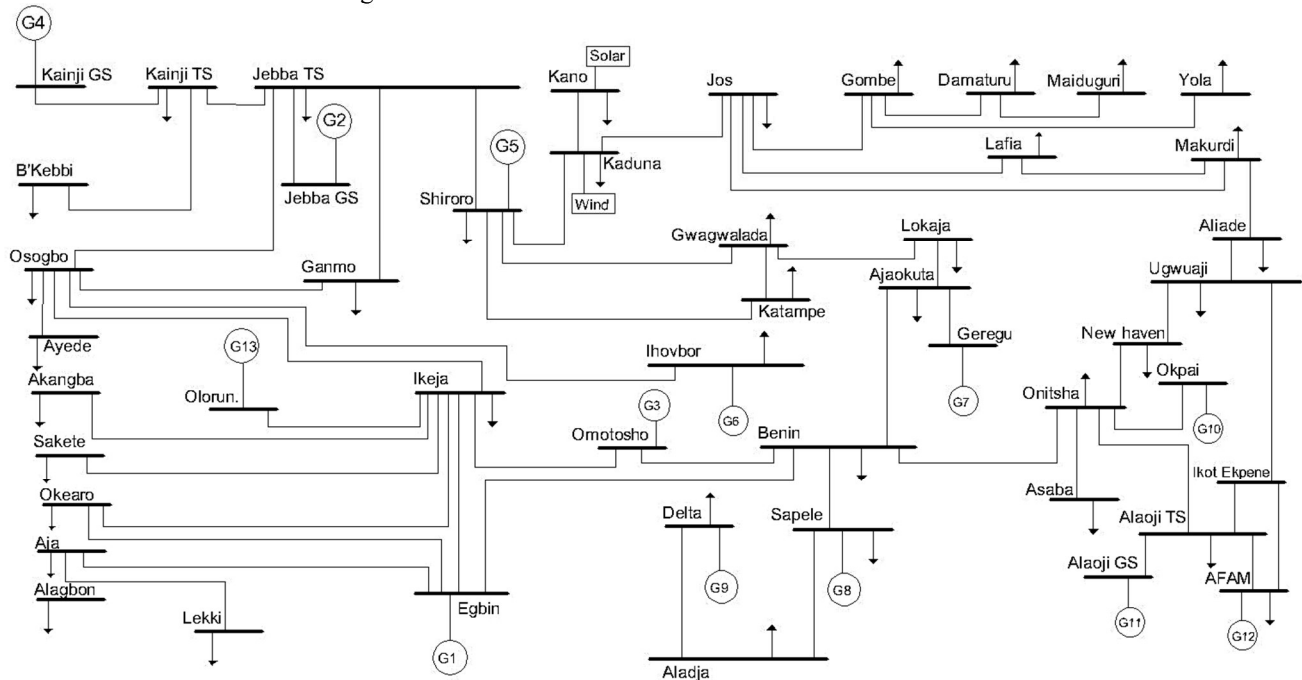 G4
Solar
Kainji GS
Kainji TS
Jebba TS
Kano
Jos
Gombe
Damaturu
Maiduguri
Yola
G2
G5
Lafia
Makurdi
Kaduna
B'Kebbi
Jebba GS
Shiroro
Wind
Gwagwalada
Lokaja
Aliade
Osogbo
Ganmo
Ajaokuta
Ugwuaji
Katampe
Ayede
G13
Ihovbor
Geregu
New haven
Akangba
Olorun.
Ikeja
Okpai
G3
G6
G7
Onitsha
G10
Sakete
Omotosho
Benin
Ikot Ekpene
Okearo
Delta
Sapele
Asaba
Alaoji TS
Aja
Alaoji GS
AFAM
Alagbon
Egbin
G9
G8
Lekki
G11
G12
G1
Aladja